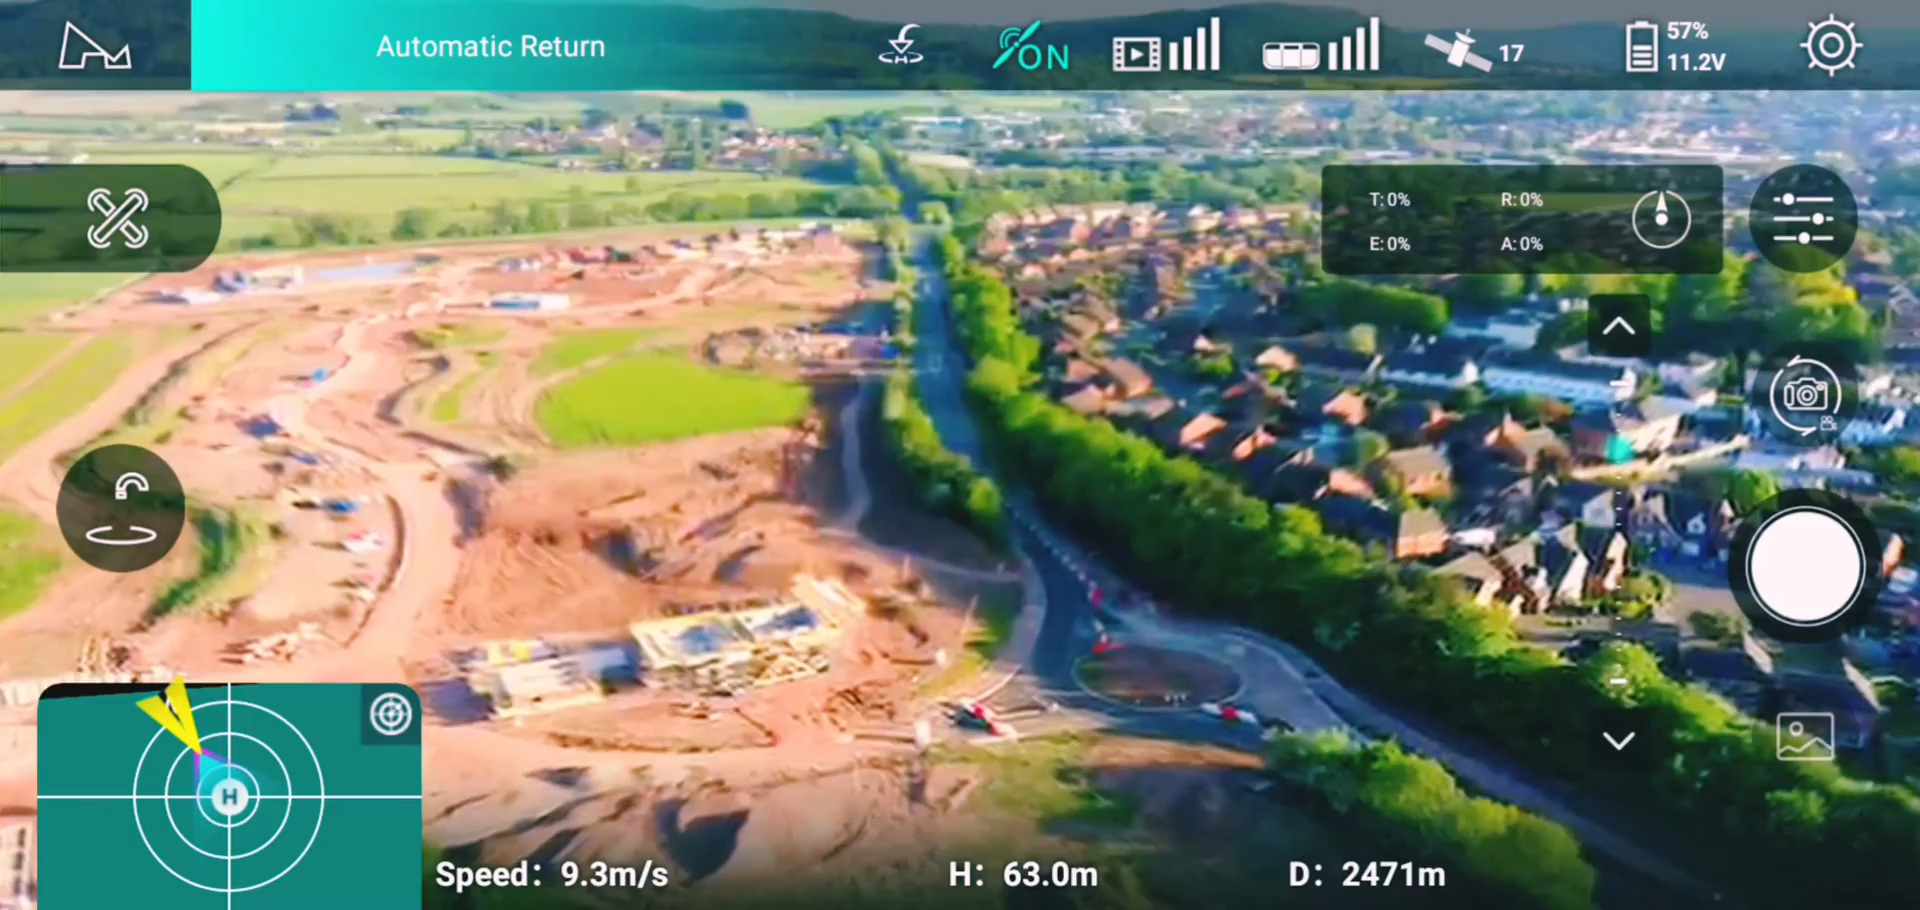 Automatic Return
H
ON
17
57%
11.2V
T:0%
R:0%
E:0%
A:0%
H
Speed: 9.3m/s
H: 63.0m
D: 2471m